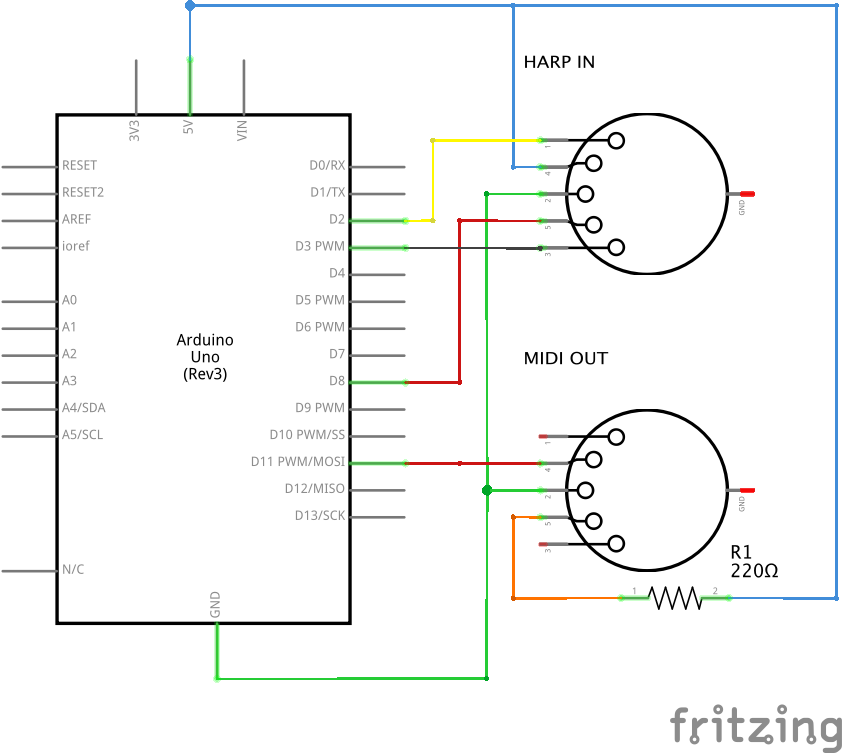 HARP IN
3V3
5V
VIN
RESET
RESET2
AREF
ioref
A0
A1
A2
A3
A4/SDA
A5/SCL
N/C
Arduino
Uno
(Rev3)
D0/RX
D1/TX
D2
D3 PWM
D4
D5 PWM
D6 PWM
D7
D8
D9 PWM
D10 PWM/SS
D11 PWM/MOSI
D12/MISO
D13/SCK
GND
1
4
2
5
3
GND
MIDI OUT
1
4
2
5
3
GND
R1
220Ω
1
2
fritzing